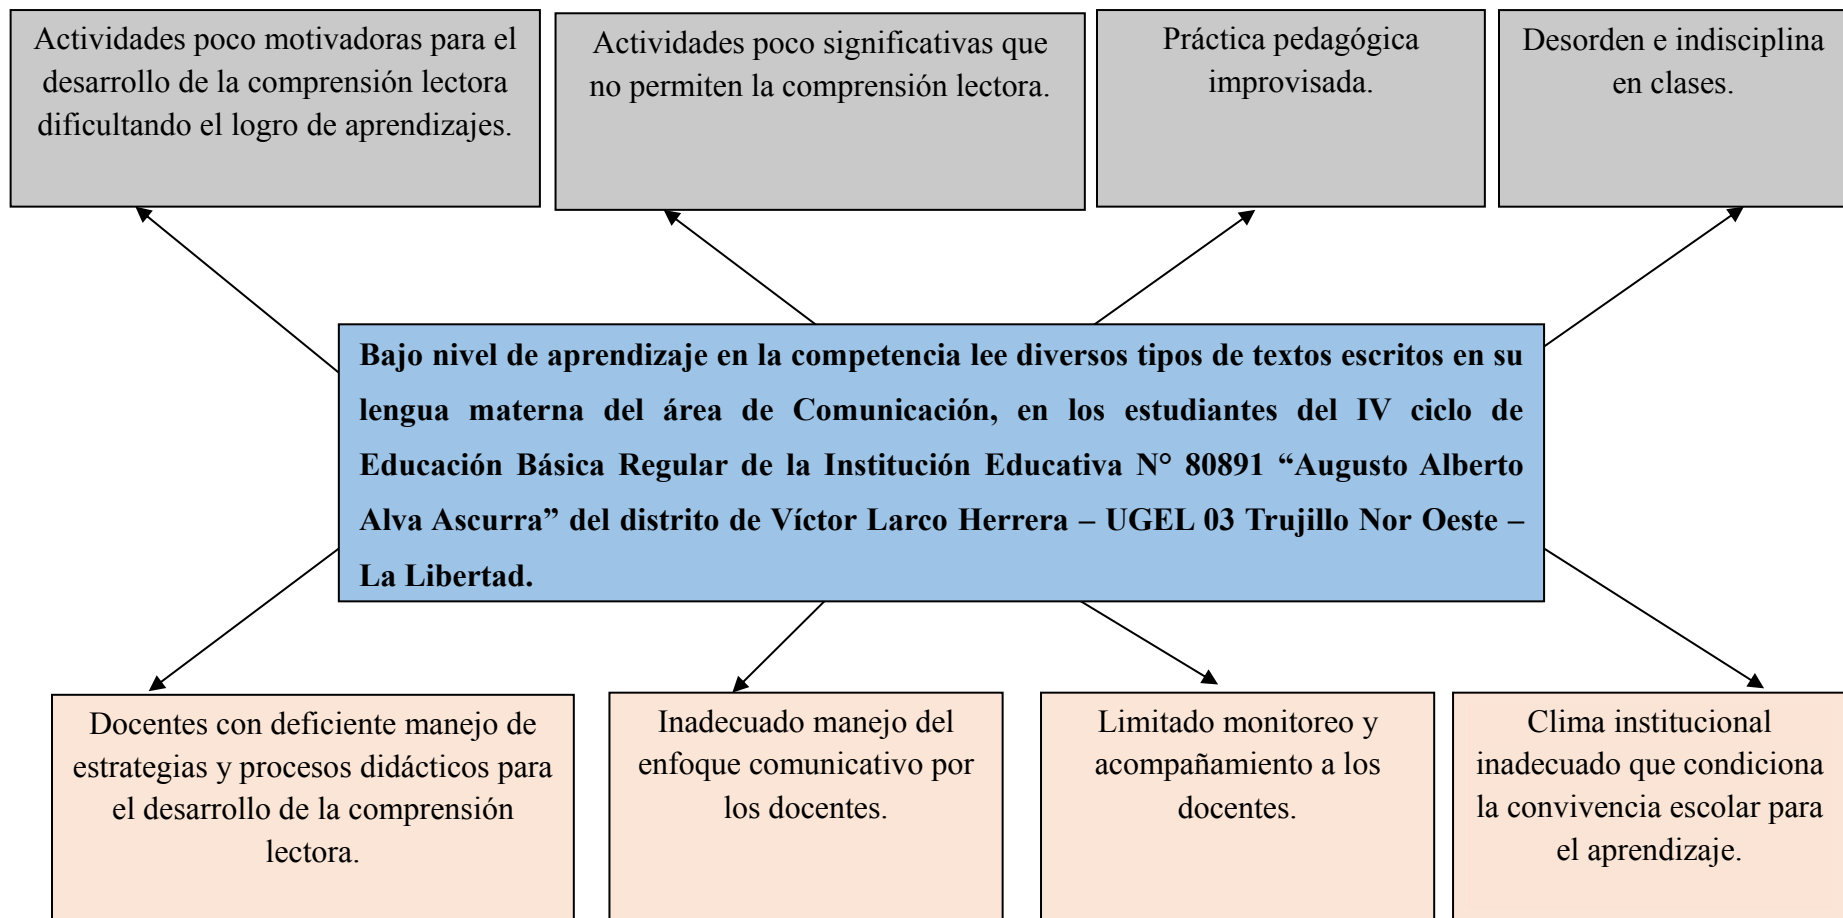 Actividades poco motivadoras para el
desarrollo de la comprensión lectora
dificultando el logro de aprendizajes.
Actividades poco significativas que
no permiten la comprensión lectora.
Práctica pedagógica
improvisada.
Desorden e indisciplina
en clases.
Bajo nivel de aprendizaje en la competencia lee diversos tipos de textos escritos en su
lengua materna del área de Comunicación, en los estudiantes del IV ciclo de
Educación Básica Regular de la Institución Educativa N° 80891 “Augusto Alberto
Alva Ascurra” del distrito de Víctor Larco Herrera – UGEL 03 Trujillo Nor Oeste –
La Libertad.
Docentes con deficiente manejo de
estrategias y procesos didácticos para
el desarrollo de la comprensión
lectora.
Inadecuado manejo del
enfoque comunicativo por
los docentes.
Limitado monitoreo y
acompañamiento a los
docentes.
Clima institucional
inadecuado que condiciona
la convivencia escolar para
el aprendizaje.